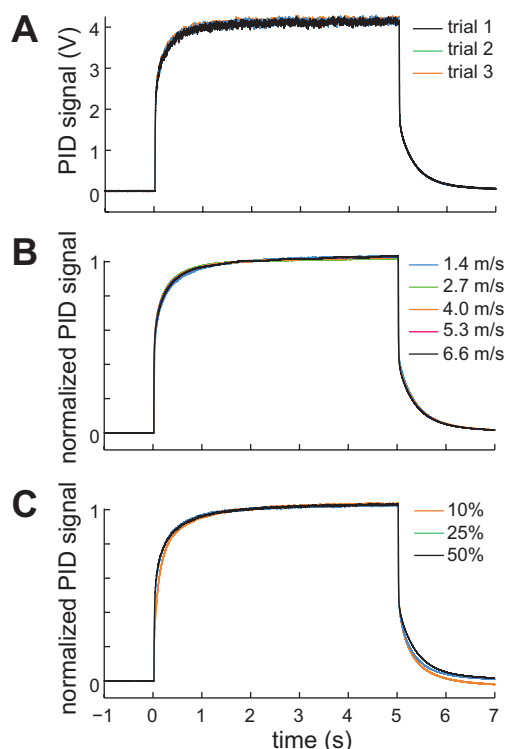 A
PID signal (V)
4
3
2
1
0
trial 1
trial 2
trial 3
B
normalized PID signal
1
0
1.4 m/s
2.7 m/s
4.0 m/s
5.3 m/s
6.6 m/s
C
normalized PID signal
1
0
10%
25%
50%
−1 0 1 2 3 4 5 6 7
time (s)